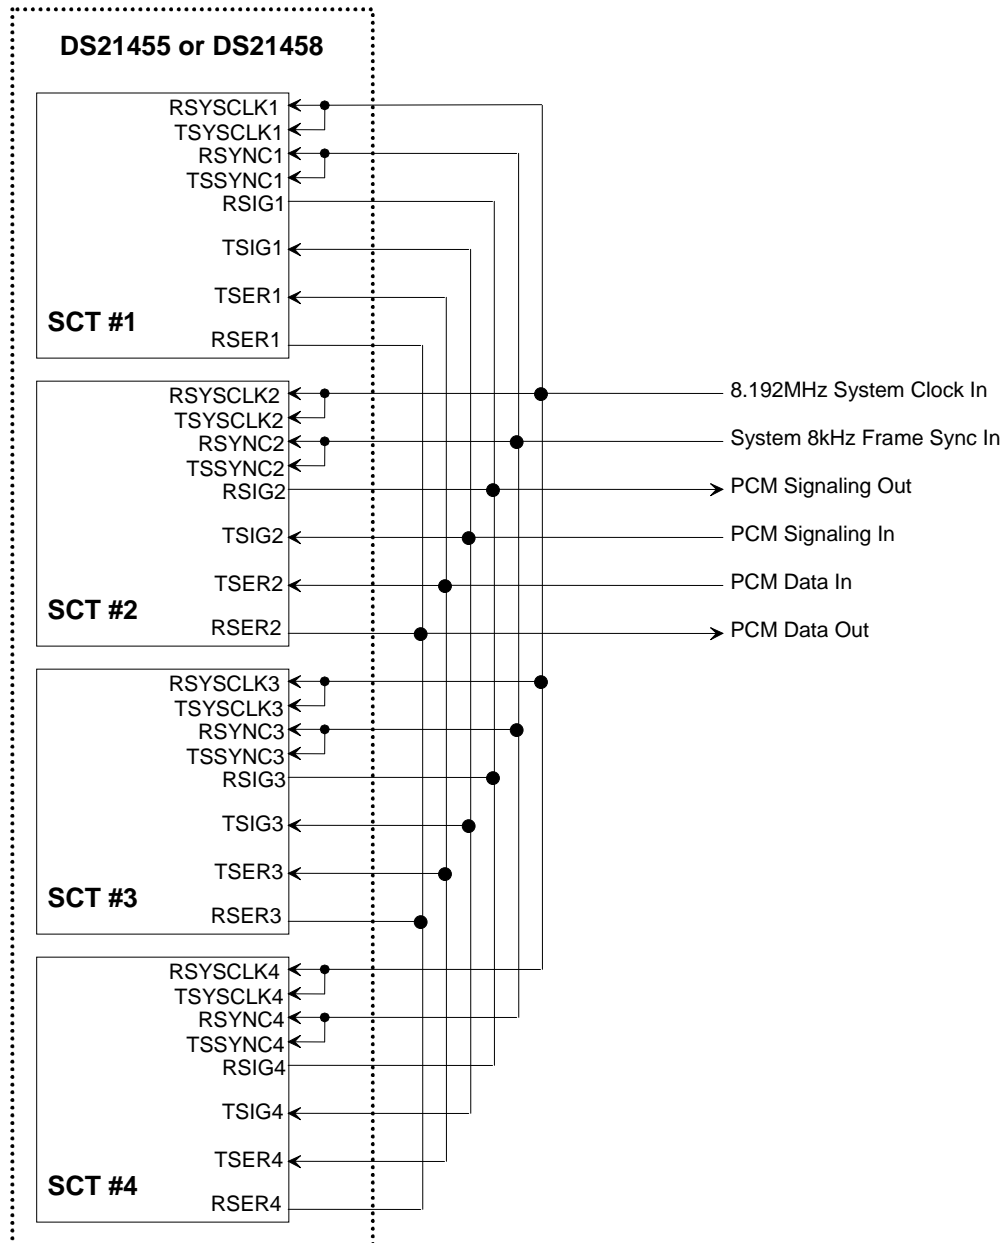 DS21455 or DS21458
RSYSCLK1
TSYSCLK1
RSYNC1
TSSYNC1
RSIG1
TSIG1
TSER1
SCT #1
RSER1
RSYSCLK2
8.192MHz System Clock In
TSYSCLK2
RSYNC2
System 8kHz Frame Sync In
TSSYNC2
RSIG2
PCM Signaling Out
TSIG2
PCM Signaling In
TSER2
PCM Data In
SCT #2
RSER2
PCM Data Out
RSYSCLK3
TSYSCLK3
RSYNC3
TSSYNC3
RSIG3
TSIG3
TSER3
SCT #3
RSER3
RSYSCLK4
TSYSCLK4
RSYNC4
TSSYNC4
RSIG4
TSIG4
TSER4
SCT #4
RSER4